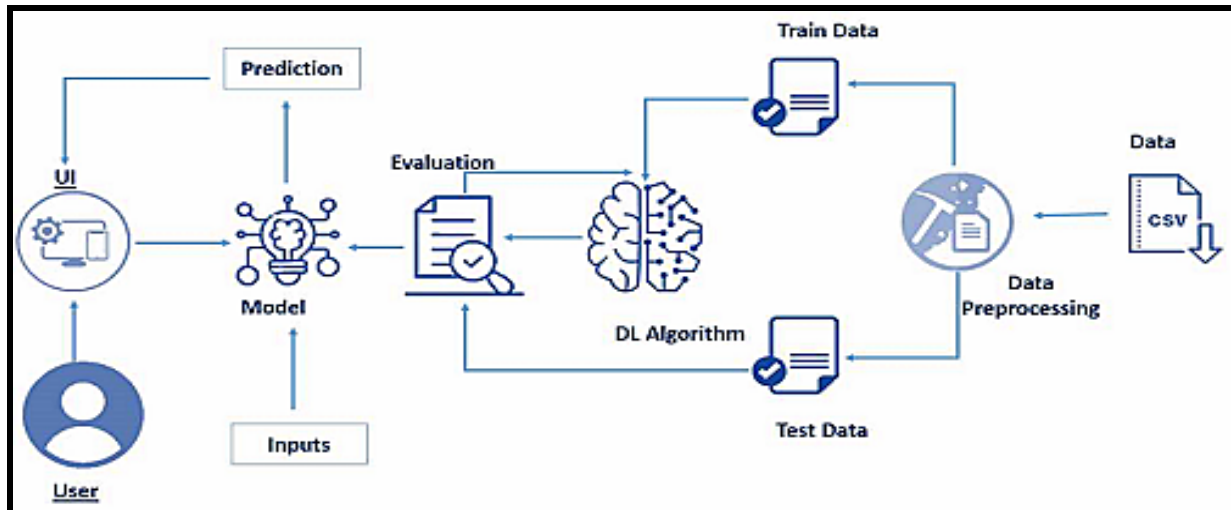 Train Data
Prediction
Data
Evaluation
UI
CSV
Model
Data
Preprocessing
DL Algorithm
Inputs
Test Data
User